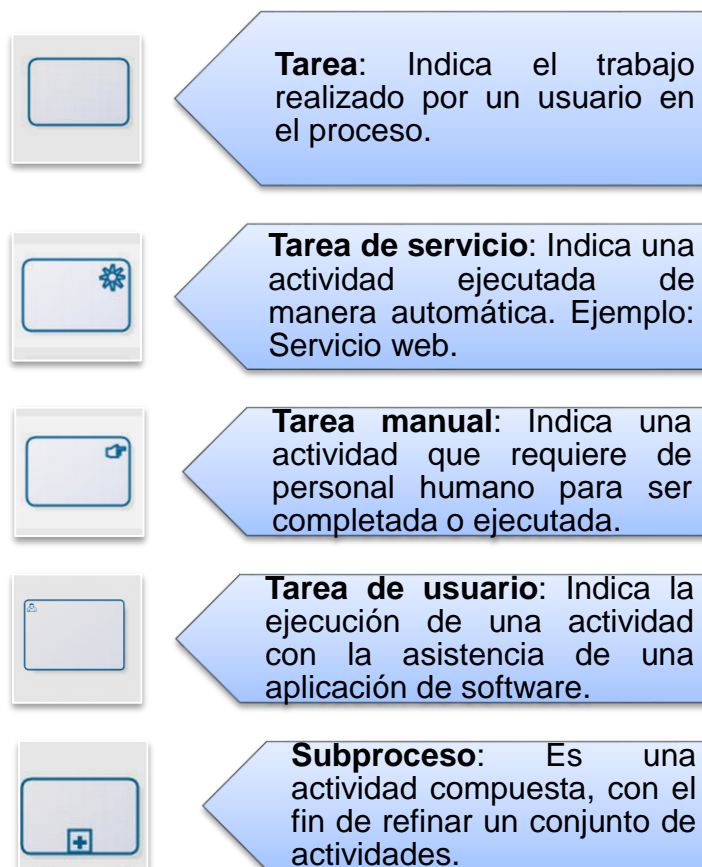 Tarea: Indica el trabajo
realizado por un usuario en
el proceso.
Tarea de servicio: Indica una
actividad ejecutada de
manera automática. Ejemplo:
Servicio web.
Tarea manual: Indica una
actividad que requiere de
personal humano para ser
completada o ejecutada.
Tarea de usuario: Indica la
ejecución de una actividad
con la asistencia de una
aplicación de software.
Subproceso: Es una
actividad compuesta, con el
fin de refinar un conjunto de
actividades.